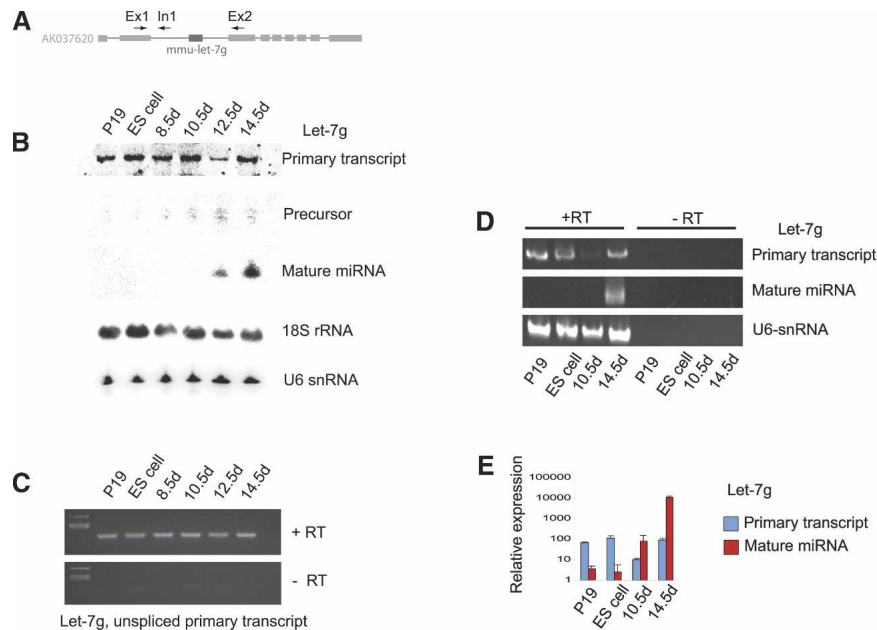 A
Ex1 In1 Ex2
AK037620
mmu-let-7g
B
P19 ES cell 8.5d 10.5d 12.5d 14.5d
Let-7g
Primary transcript
Precursor
Mature miRNA
18S rRNA
U6 snRNA
C
P19 ES cell 8.5d 10.5d 12.5d 14.5d
+ RT
- RT
Let-7g, unspliced primary transcript
D
+RT - RT
Let-7g
Primary transcript
Mature miRNA
U6-snRNA
P19 ES cell 10.5d 14.5d P19 ES cell 10.5d 14.5d
E
Relative expression
100000
10000
1000
100
10
1
P19 ES cell 10.5d 14.5d
Let-7g
Primary transcript
Mature miRNA